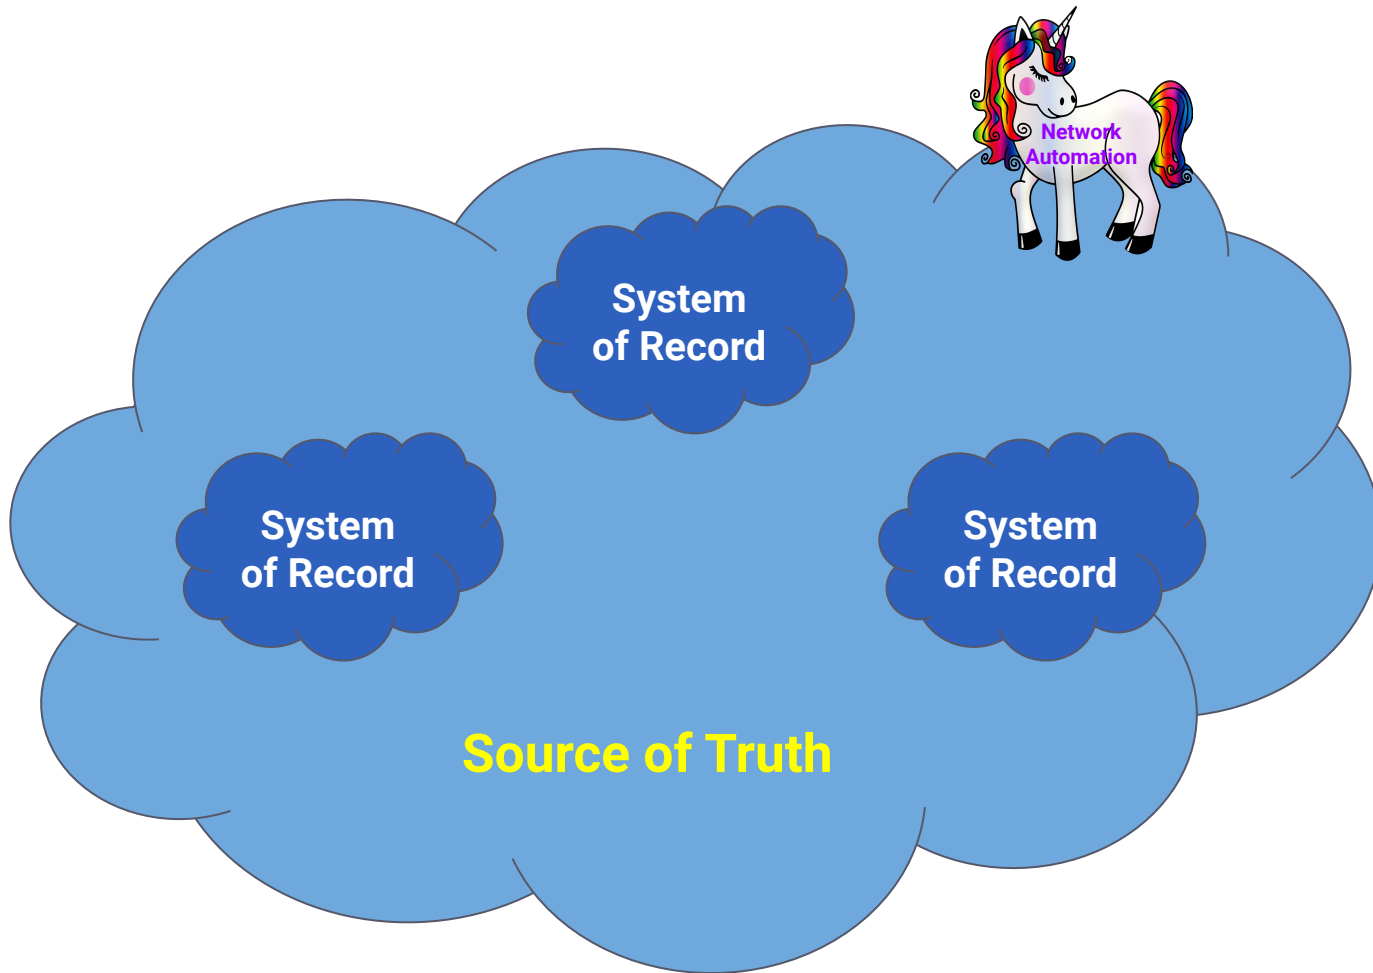 Network
Automation
System
of Record
System
of Record
System
of Record
Source of Truth